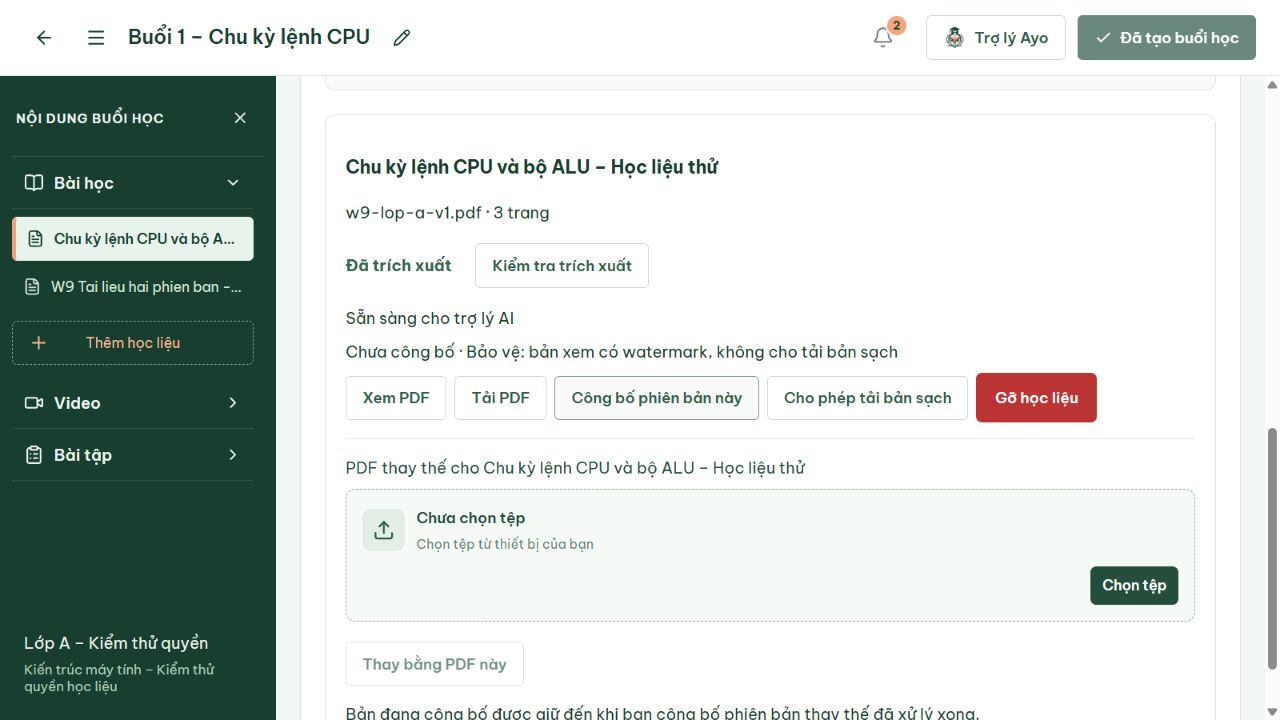 Buổi 1 – Chu kỳ lệnh CPU
2
Trợ lý Ayo
Đã tạo buổi học
NỘI DUNG BUỔI HỌC
Bài học
Chu kỳ lệnh CPU và bộ A...
W9 Tai lieu hai phien ban -...
Thêm học liệu
Video
Bài tập
Lớp A – Kiểm thử quyền
Kiến trúc máy tính – Kiểm thử
quyền học liệu
Chu kỳ lệnh CPU và bộ ALU – Học liệu thử
w9-lop-a-v1.pdf · 3 trang
Đã trích xuất
Kiểm tra trích xuất
Sẵn sàng cho trợ lý AI
Chưa công bố · Bảo vệ: bản xem có watermark, không cho tải bản sạch
Xem PDF
Tải PDF
Công bố phiên bản này
Cho phép tải bản sạch
Gỡ học liệu
PDF thay thế cho Chu kỳ lệnh CPU và bộ ALU – Học liệu thử
Chưa chọn tệp
Chọn tệp từ thiết bị của bạn
Chọn tệp
Thay bằng PDF này
Bản đang công bố được giữ đến khi bạn công bố phiên bản thay thế đã xử lý xong.